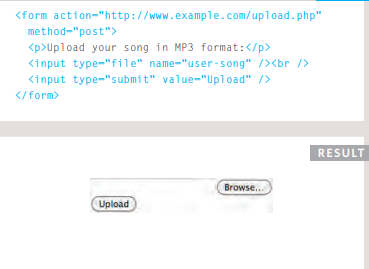 <form action="http://www.example.com/upload.php"
method="post">
<p>Upload your song in MP3 format:</p>
<input type="file" name="user-song" /><br />
<input type="submit" value="Upload" />
</form>
RESULT
Browse...
Upload